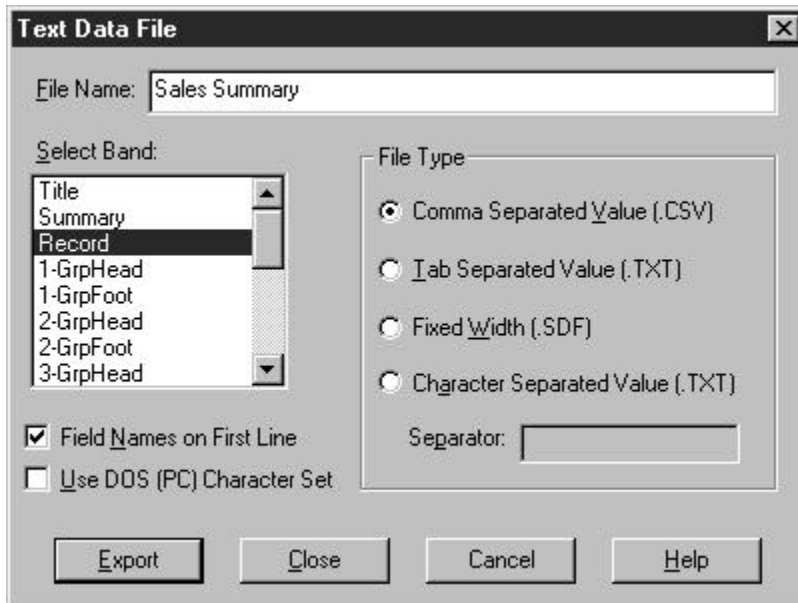 Text Data File
File Name: Sales Summary
Select Band:
Title
Summary
Record
1-GrpHead
1-GrpFoot
2-GrpHead
2-GrpFoot
3-GrpHead
Field Names on First Line
Use DOS (PC) Character Set
File Type
Comma Separated Value (.CSV)
Tab Separated Value (.TXT)
Fixed Width (.SDF)
Character Separated Value (.TXT)
Separator:
Export Close Cancel Help